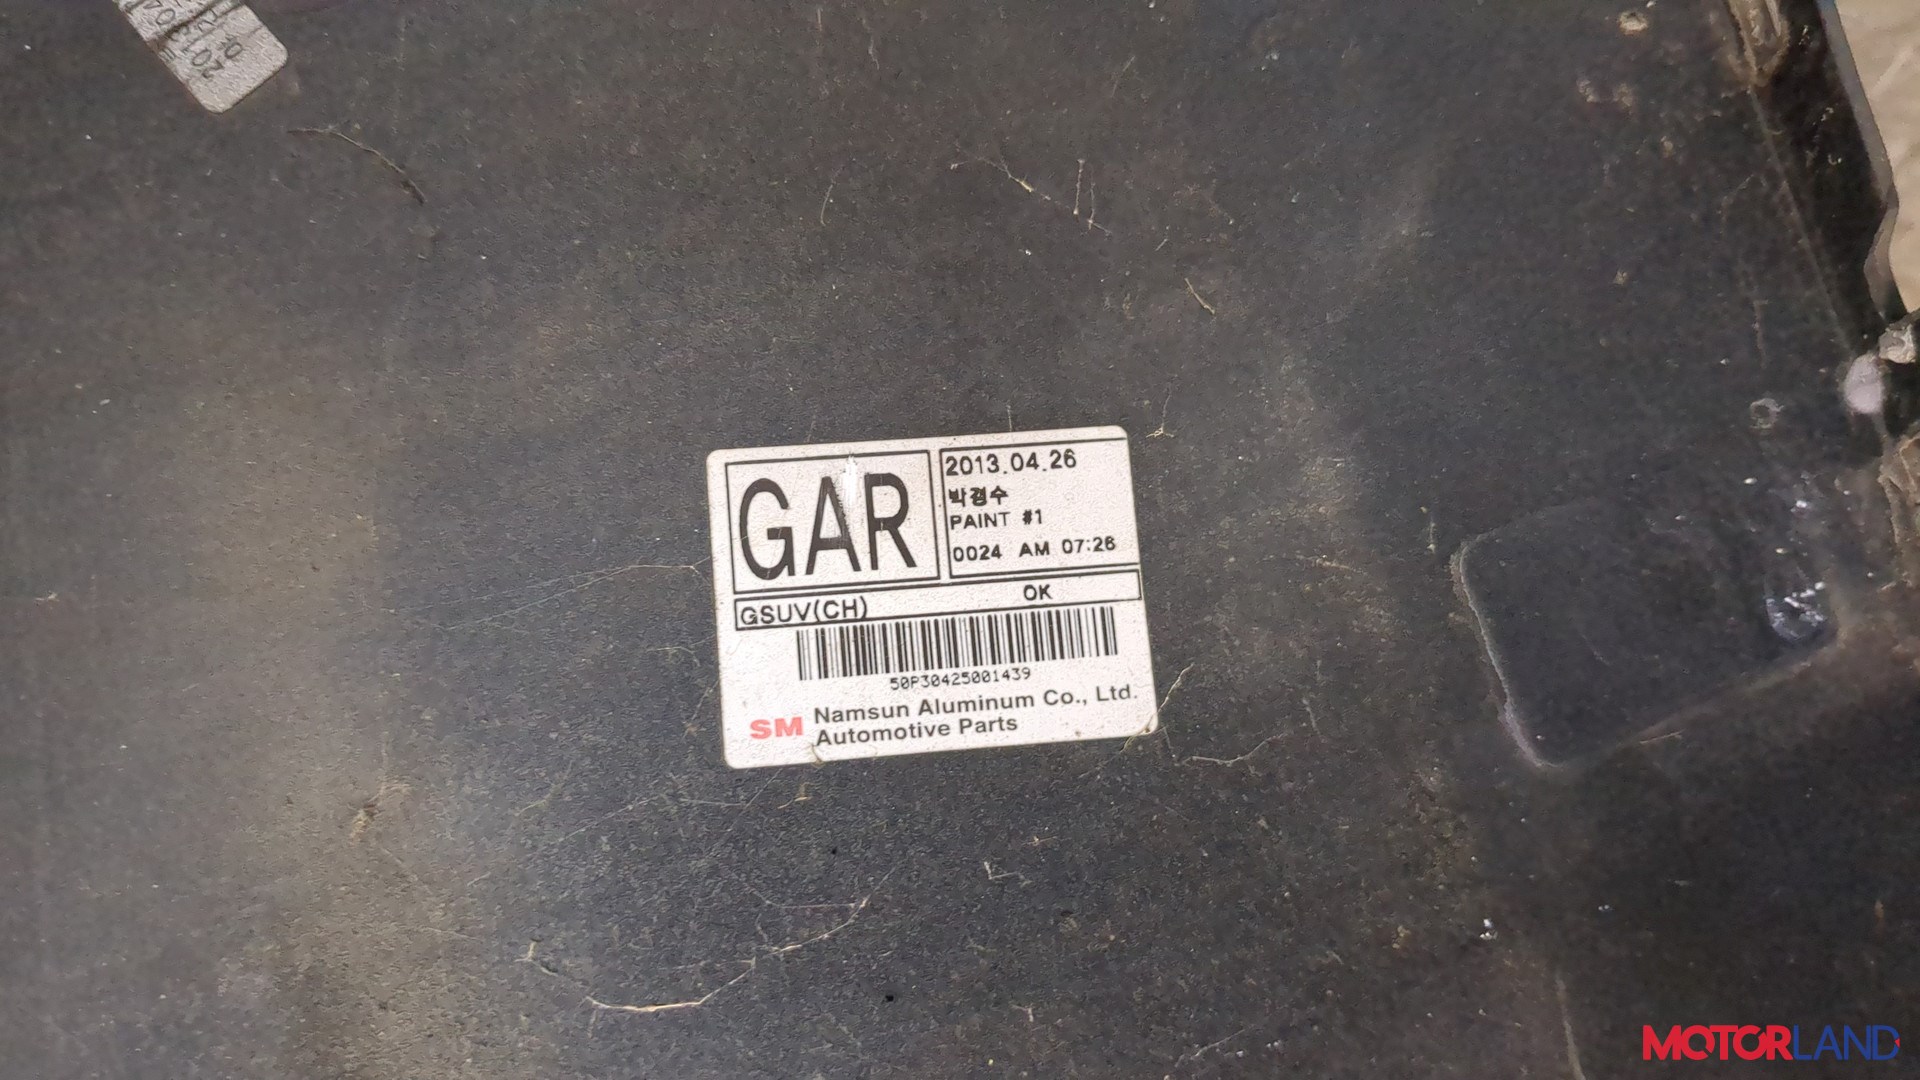 GAR
2013.04.26
박경수
PAINT #1
0024 AM 07:26
GSUV(CH) OK
50P30425001439
SM Namsun Aluminum Co., Ltd.
Automotive Parts
MOTORLAND